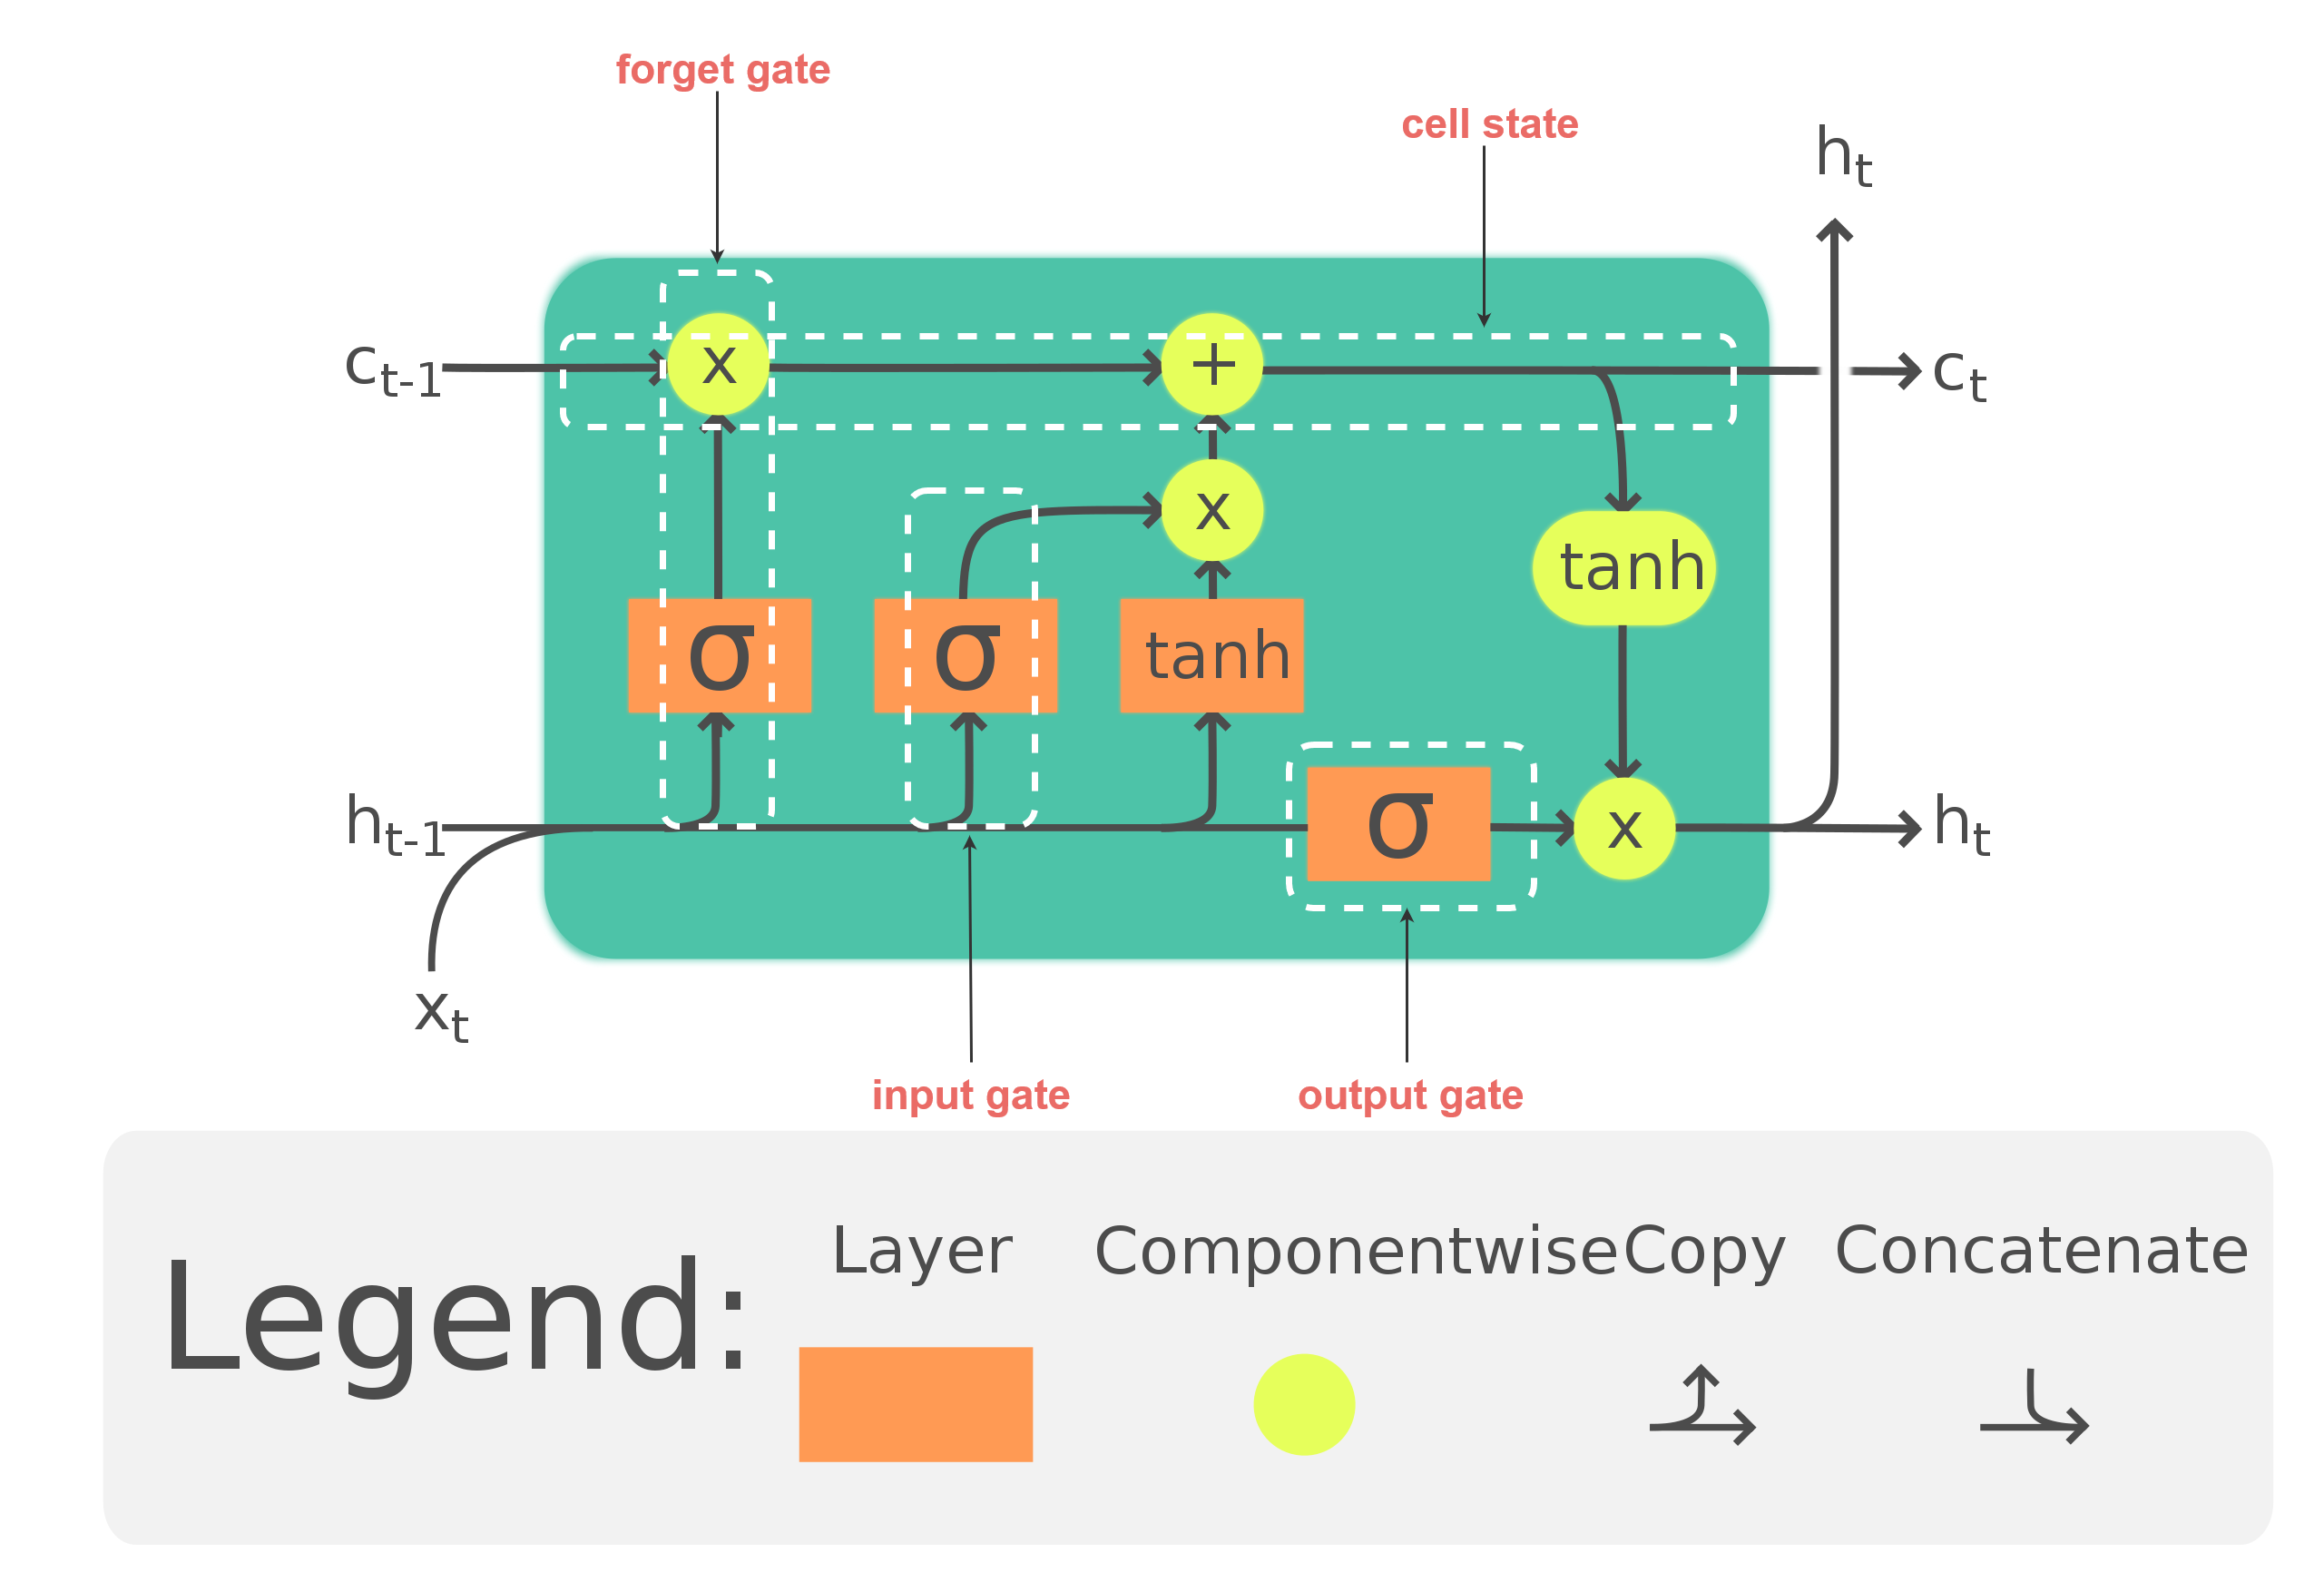 forget gate
cell state
h_t
c_{t-1}
x
+
c_t
x
tanh
σ
σ
tanh
h_{t-1}
σ
x
h_t
x_t
input gate
output gate
Legend:
Layer
Componentwise
Copy
Concatenate